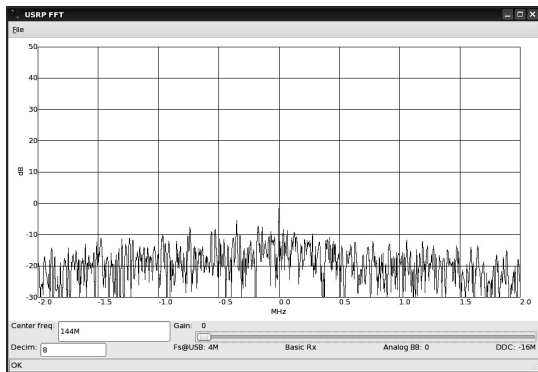 USRP FFT
File
50
40
30
20
10
0
-10
-20
-30
dB
-2.0 -1.5 -1.0 -0.5 0.0 0.5 1.0 1.5 2.0
MHz
Center freq: 144M Gain: 0
Decim: 8 Fs@USB: 4M Basic Rx Analog BB: 0 DDC: -16M
OK